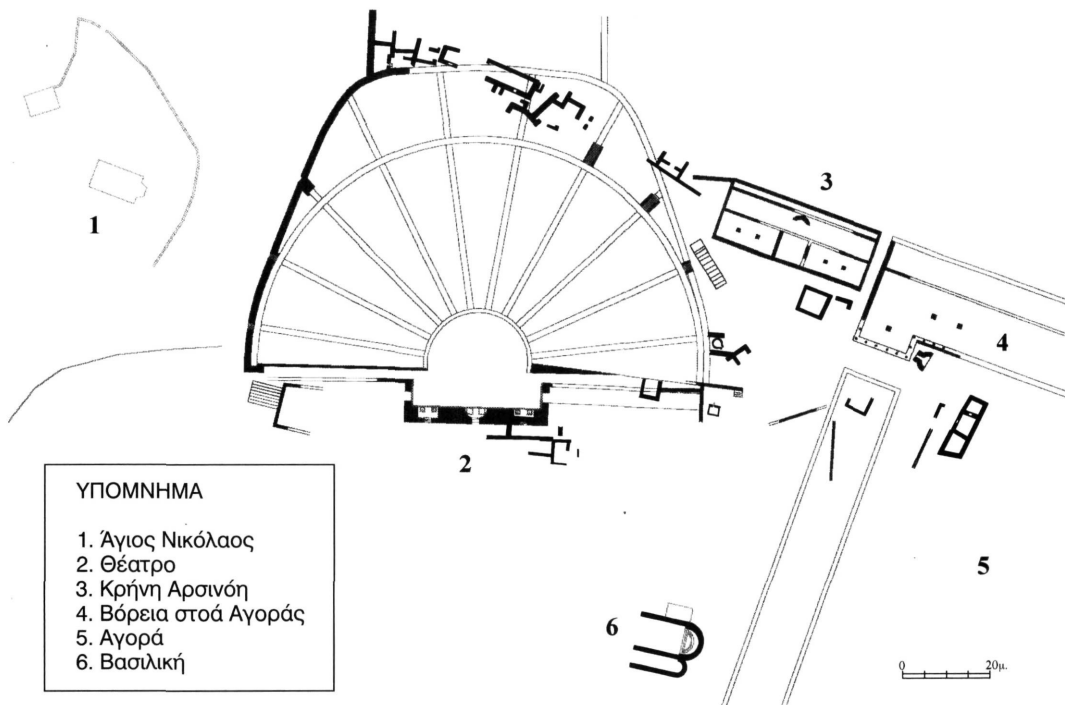 1
2
3
4
5
6
ΥΠΟΜΝΗΜΑ
1. Άγιος Νικόλαος
2. Θέατρο
3. Κρήνη Αρσινόη
4. Βόρεια στοά Αγοράς
5. Αγορά
6. Βασιλική
0 20μ.